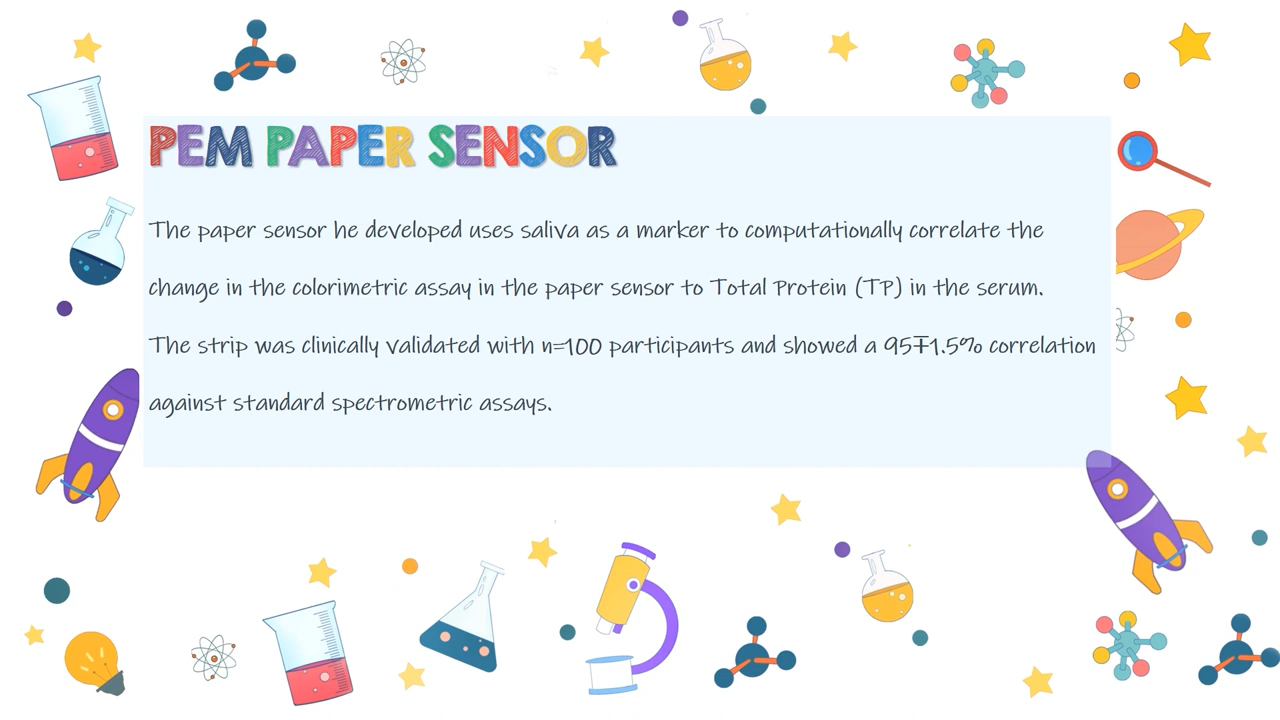 PEM PAPER SENSOR
The paper sensor he developed uses saliva as a marker to computationally correlate the
change in the colorimetric assay in the paper sensor to Total Protein (TP) in the serum.
The strip was clinically validated with n=100 participants and showed a 95∓1.5% correlation
against standard spectrometric assays.